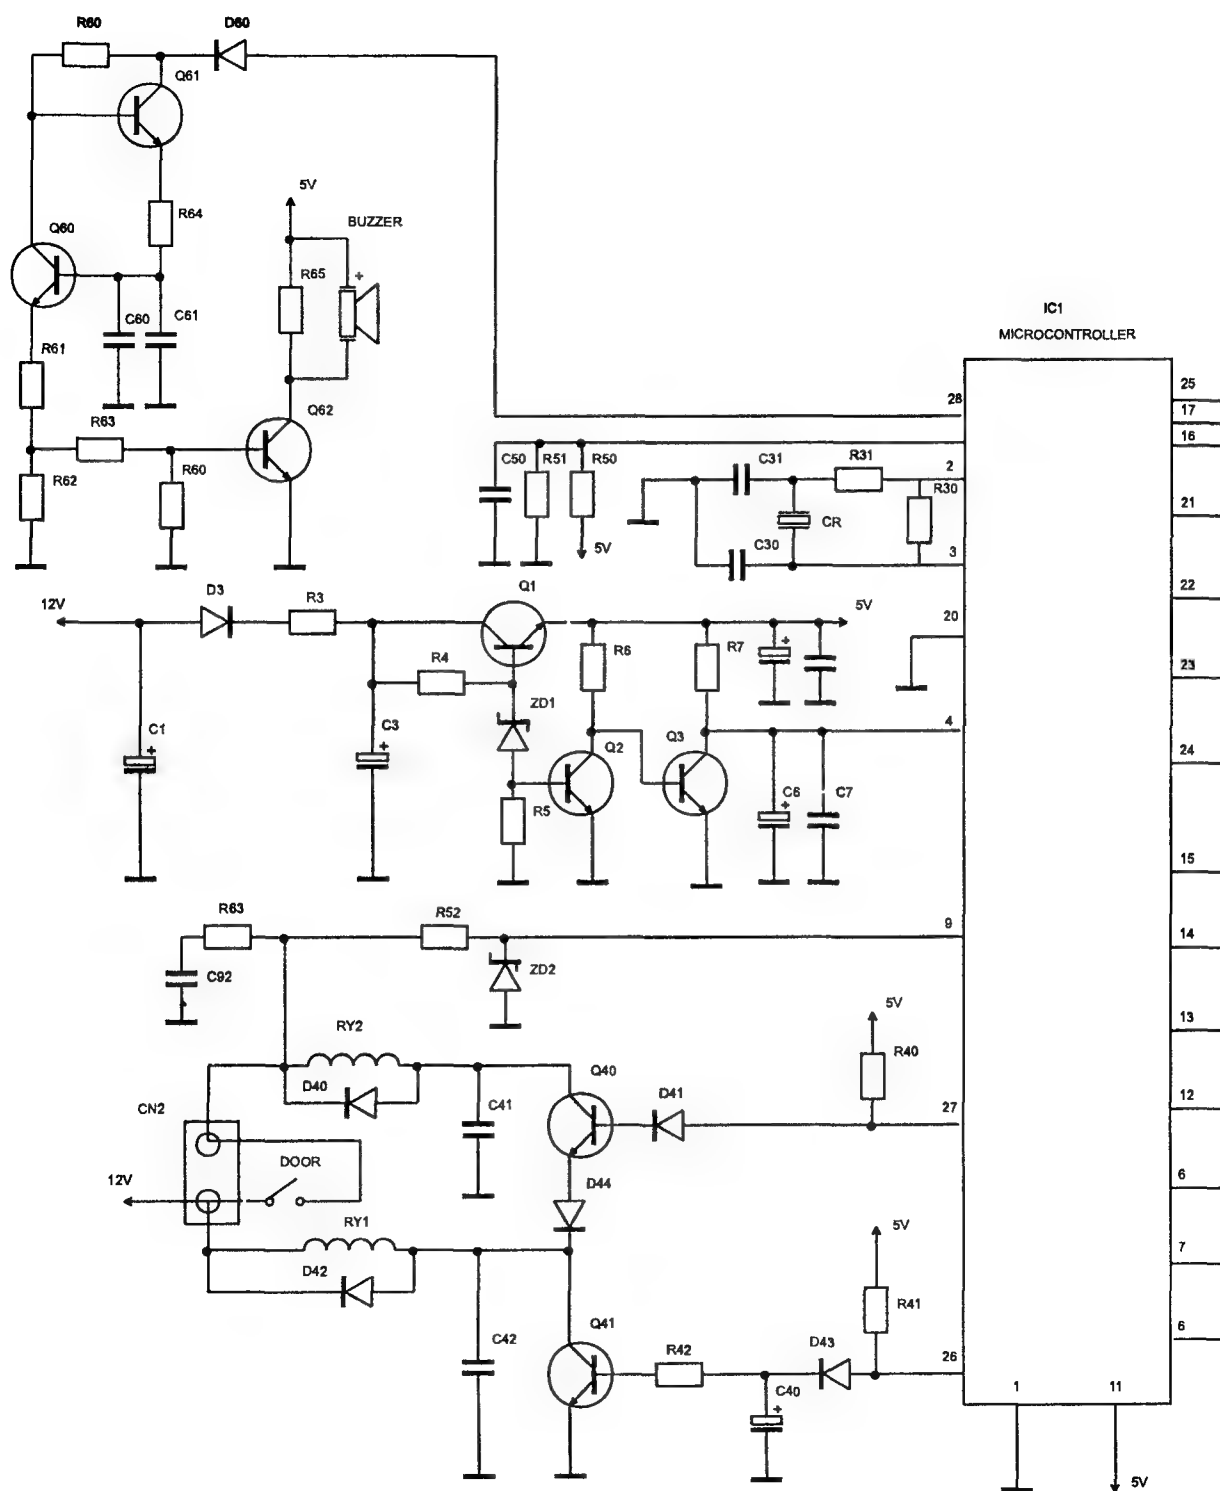 R60
D60
Q61
5V
R64
BUZZER
Q60
R65
+
C60
C61
IC1
MICROCONTROLLER
R61
25
28
17
Q62
R63
16
C50
R51
R50
C31
R31
2
R62
R60
R30
21
CR
5V
C30
3
D3
Q1
12V
R3
5V
22
20
R4
R6
R7
+
23
ZD1
C1
C3
4
+
+
Q2
Q3
24
R5
C6
C7
+
15
R63
R52
9
14
C92
ZD2
5V
13
RY2
R40
Q40
D40
D41
C41
27
12
CN2
DOOR
12V
D44
6
RY1
5V
7
D42
R41
Q41
C42
R42
D43
26
6
C40
+
1
11
5V